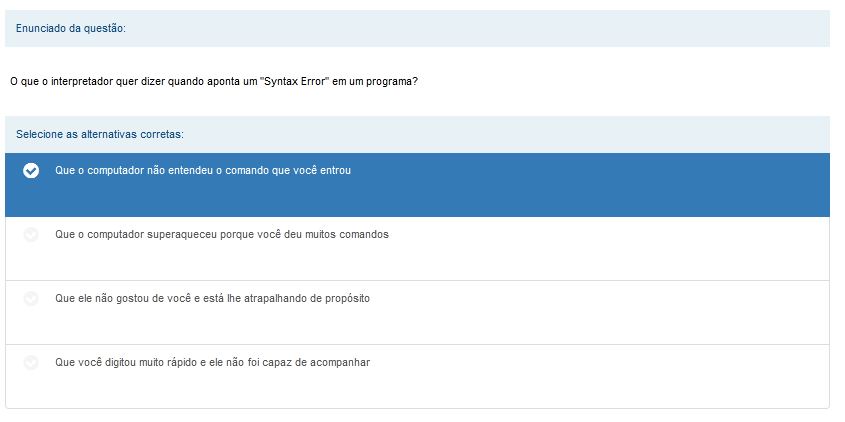 Enunciado da questão:
O que o interpretador quer dizer quando aponta um "Syntax Error" em um programa?
Selecione as alternativas corretas:
Que o computador não entendeu o comando que você entrou
Que o computador superaqueceu porque você deu muitos comandos
Que ele não gostou de você e está lhe atrapalhando de propósito
Que você digitou muito rápido e ele não foi capaz de acompanhar